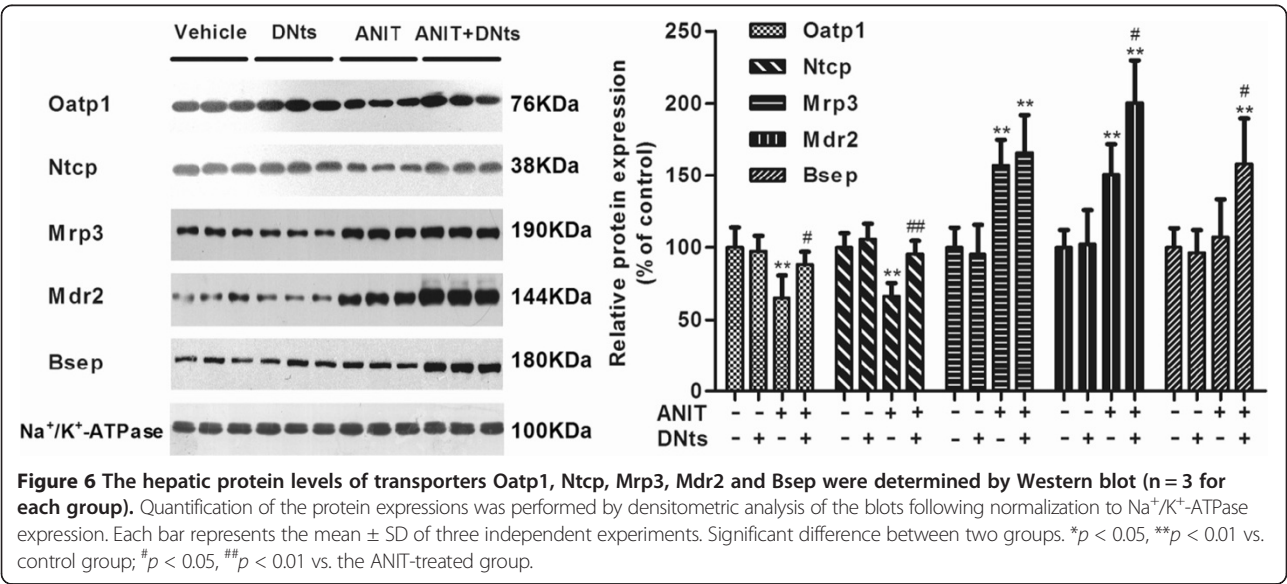 Vehicle DNts ANIT ANIT+DNts
Oatp1 76KDa
Ntcp 38KDa
Mrp3 190KDa
Mdr2 144KDa
Bsep 180KDa
Na⁺/K⁺-ATPase 100KDa
Relative protein expression
(% of control)
250
200
150
100
50
0
Oatp1
Ntcp
Mrp3
Mdr2
Bsep
** # ** ## ** ** ** # ** # **
ANIT - - + + - - + + - - + + - - + + - - + +
DNts - + - + - + - + - + - + - + - + - + - +
Figure 6 The hepatic protein levels of transporters Oatp1, Ntcp, Mrp3, Mdr2 and Bsep were determined by Western blot (n = 3 for
each group). Quantification of the protein expressions was performed by densitometric analysis of the blots following normalization to Na⁺/K⁺-ATPase
expression. Each bar represents the mean ± SD of three independent experiments. Significant difference between two groups. *p < 0.05, **p < 0.01 vs.
control group; #p < 0.05, ##p < 0.01 vs. the ANIT-treated group.